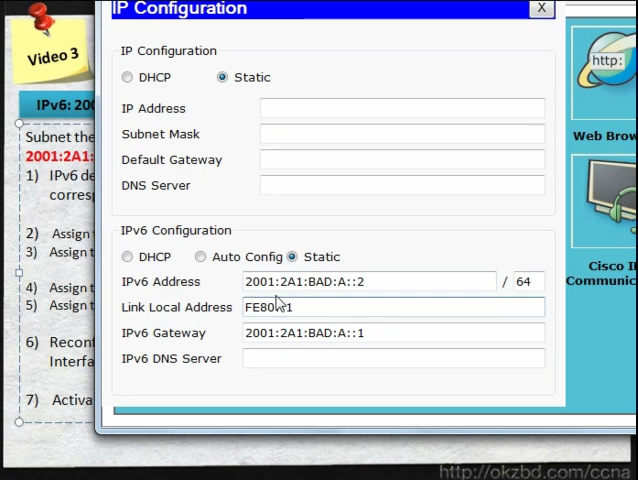 IP Configuration
X
Video 3
IP Configuration
DHCP
Static
http:
IPv6: 200
IP Address
Subnet the
Subnet Mask
Web Brow
2001:2A1:
Default Gateway
1) IPv6 de
DNS Server
corresp
IPv6 Configuration
2) Assign
3) Assign
DHCP
Auto Config
Static
Cisco I
Communic
IPv6 Address
2001:2A1:BAD:A::2
/
64
4) Assign
5) Assign
Link Local Address
FE80
1
IPv6 Gateway
2001:2A1:BAD:A::1
6) Reconf
Interfa
IPv6 DNS Server
7) Activa
http://okzbd.com/ccna